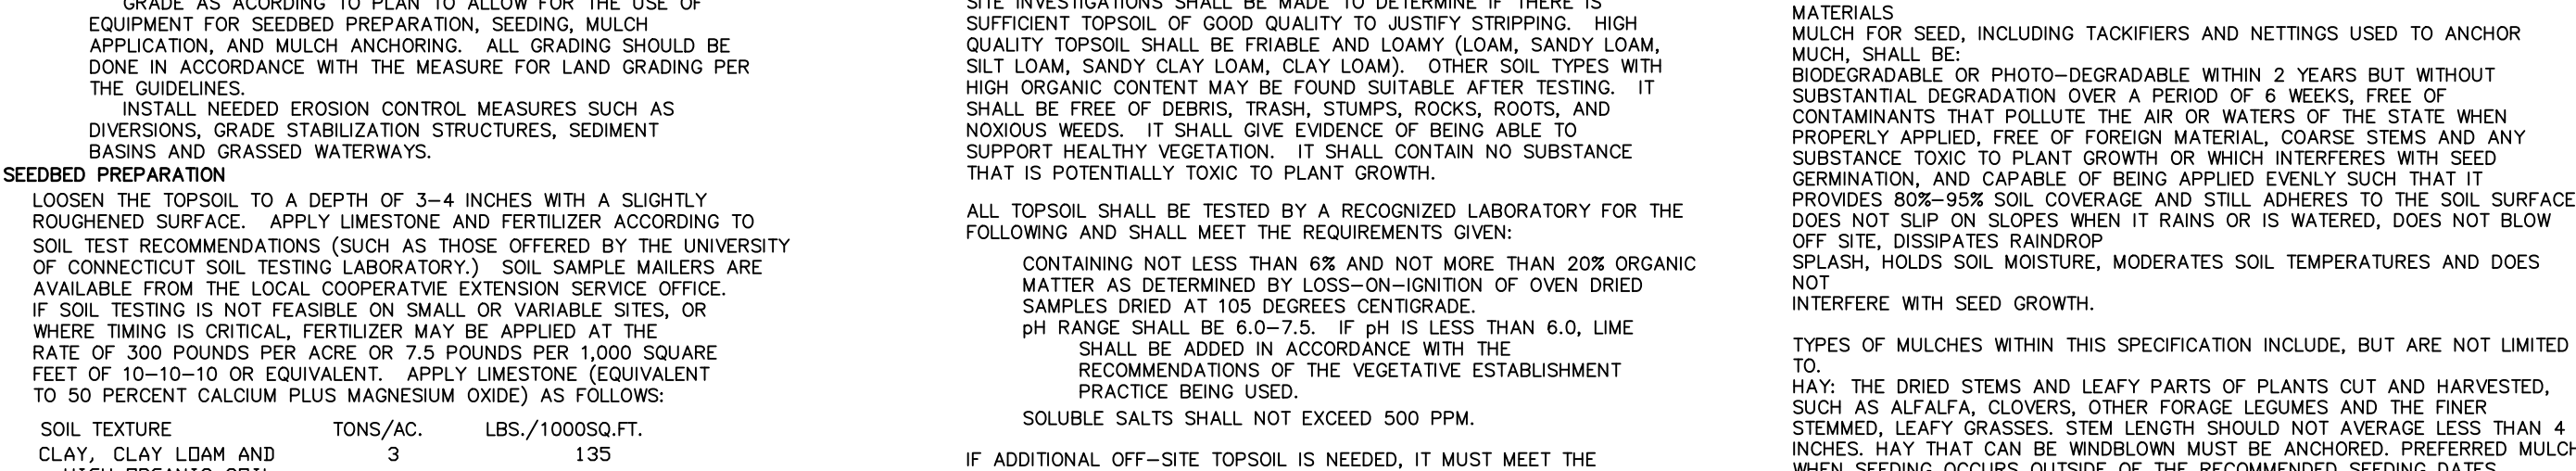 GRADE AS ACORDING TO PLAN TO ALLOW FOR THE USE OF
EQUIPMENT FOR SEEDBED PREPARATION, SEEDING, MULCH
APPLICATION, AND MULCH ANCHORING. ALL GRADING SHOULD BE
DONE IN ACCORDANCE WITH THE MEASURE FOR LAND GRADING PER
THE GUIDELINES.
INSTALL NEEDED EROSION CONTROL MEASURES SUCH AS
DIVERSIONS, GRADE STABILIZATION STRUCTURES, SEDIMENT
BASINS AND GRASSED WATERWAYS.
SEEDBED PREPARATION
LOOSEN THE TOPSOIL TO A DEPTH OF 3-4 INCHES WITH A SLIGHTLY
ROUGHENED SURFACE. APPLY LIMESTONE AND FERTILIZER ACCORDING TO
SOIL TEST RECOMMENDATIONS (SUCH AS THOSE OFFERED BY THE UNIVERSITY
OF CONNECTICUT SOIL TESTING LABORATORY.) SOIL SAMPLE MAILERS ARE
AVAILABLE FROM THE LOCAL COOPERATVIE EXTENSION SERVICE OFFICE.
IF SOIL TESTING IS NOT FEASIBLE ON SMALL OR VARIABLE SITES, OR
WHERE TIMING IS CRITICAL, FERTILIZER MAY BE APPLIED AT THE
RATE OF 300 POUNDS PER ACRE OR 7.5 POUNDS PER 1,000 SQUARE
FEET OF 10-10-10 OR EQUIVALENT. APPLY LIMESTONE (EQUIVALENT
TO 50 PERCENT CALCIUM PLUS MAGNESIUM OXIDE) AS FOLLOWS:
SOIL TEXTURE TONS/AC. LBS./1000SQ.FT.
CLAY, CLAY LOAM AND 3 135
HIGH ORGANIC SOIL
SITE INVESTIGATIONS SHALL BE MADE TO DETERMINE IF THERE IS
SUFFICIENT TOPSOIL OF GOOD QUALITY TO JUSTIFY STRIPPING. HIGH
QUALITY TOPSOIL SHALL BE FRIABLE AND LOAMY (LOAM, SANDY LOAM,
SILT LOAM, SANDY CLAY LOAM, CLAY LOAM). OTHER SOIL TYPES WITH
HIGH ORGANIC CONTENT MAY BE FOUND SUITABLE AFTER TESTING. IT
SHALL BE FREE OF DEBRIS, TRASH, STUMPS, ROCKS, ROOTS, AND
NOXIOUS WEEDS. IT SHALL GIVE EVIDENCE OF BEING ABLE TO
SUPPORT HEALTHY VEGETATION. IT SHALL CONTAIN NO SUBSTANCE
THAT IS POTENTIALLY TOXIC TO PLANT GROWTH.
ALL TOPSOIL SHALL BE TESTED BY A RECOGNIZED LABORATORY FOR THE
FOLLOWING AND SHALL MEET THE REQUIREMENTS GIVEN:
CONTAINING NOT LESS THAN 6% AND NOT MORE THAN 20% ORGANIC
MATTER AS DETERMINED BY LOSS-ON-IGNITION OF OVEN DRIED
SAMPLES DRIED AT 105 DEGREES CENTIGRADE.
pH RANGE SHALL BE 6.0-7.5. IF pH IS LESS THAN 6.0, LIME
SHALL BE ADDED IN ACCORDANCE WITH THE
RECOMMENDATIONS OF THE VEGETATIVE ESTABLISHMENT
PRACTICE BEING USED.
SOLUBLE SALTS SHALL NOT EXCEED 500 PPM.
IF ADDITIONAL OFF-SITE TOPSOIL IS NEEDED, IT MUST MEET THE
MATERIALS
MULCH FOR SEED, INCLUDING TACKIFIERS AND NETTINGS USED TO ANCHOR
MUCH, SHALL BE:
BIODEGRADABLE OR PHOTO-DEGRADABLE WITHIN 2 YEARS BUT WITHOUT
SUBSTANTIAL DEGRADATION OVER A PERIOD OF 6 WEEKS, FREE OF
CONTAMINANTS THAT POLLUTE THE AIR OR WATERS OF THE STATE WHEN
PROPERLY APPLIED, FREE OF FOREIGN MATERIAL, COARSE STEMS AND ANY
SUBSTANCE TOXIC TO PLANT GROWTH OR WHICH INTERFERES WITH SEED
GERMINATION, AND CAPABLE OF BEING APPLIED EVENLY SUCH THAT IT
PROVIDES 80%-95% SOIL COVERAGE AND STILL ADHERES TO THE SOIL SURFACE
DOES NOT SLIP ON SLOPES WHEN IT RAINS OR IS WATERED, DOES NOT BLOW
OFF SITE, DISSIPATES RAINDROP
SPLASH, HOLDS SOIL MOISTURE, MODERATES SOIL TEMPERATURES AND DOES
NOT
INTERFERE WITH SEED GROWTH.
TYPES OF MULCHES WITHIN THIS SPECIFICATION INCLUDE, BUT ARE NOT LIMITED
TO.
HAY: THE DRIED STEMS AND LEAFY PARTS OF PLANTS CUT AND HARVESTED,
SUCH AS ALFALFA, CLOVERS, OTHER FORAGE LEGUMES AND THE FINER
STEMMED, LEAFY GRASSES. STEM LENGTH SHOULD NOT AVERAGE LESS THAN 4
INCHES. HAY THAT CAN BE WINDBLOWN MUST BE ANCHORED. PREFERRED MULCH
WHEN SEEDING OCCURS OUTSIDE OF THE RECOMMENDED SEEDING DATES